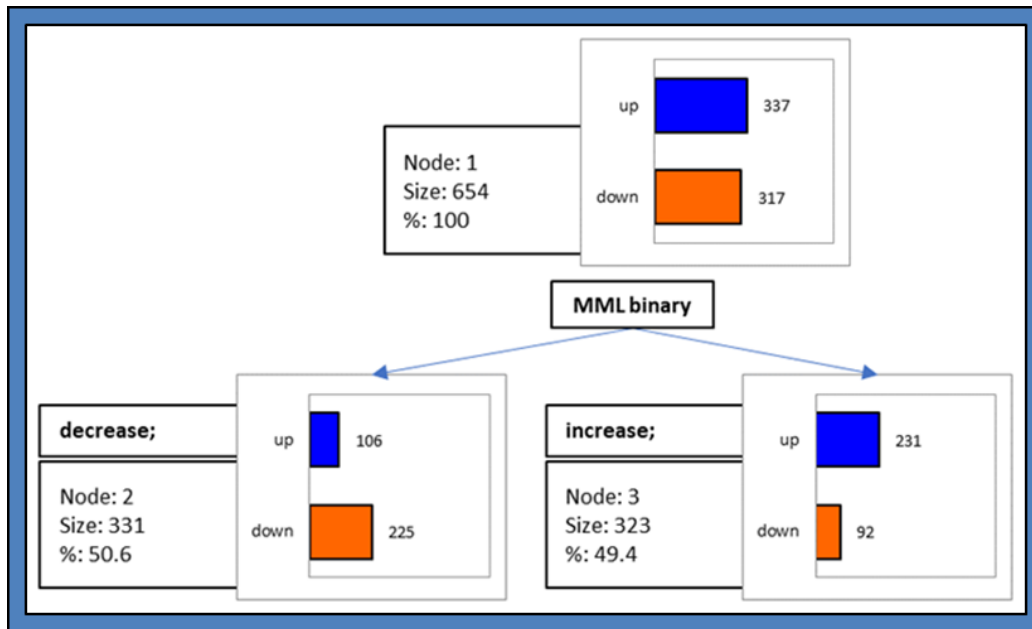 up 337
Node: 1
Size: 654
down 317
%: 100
MML binary
decrease;
up 106
Node: 2
Size: 331
down 225
%: 50.6
increase;
up 231
Node: 3
Size: 323
down 92
%: 49.4